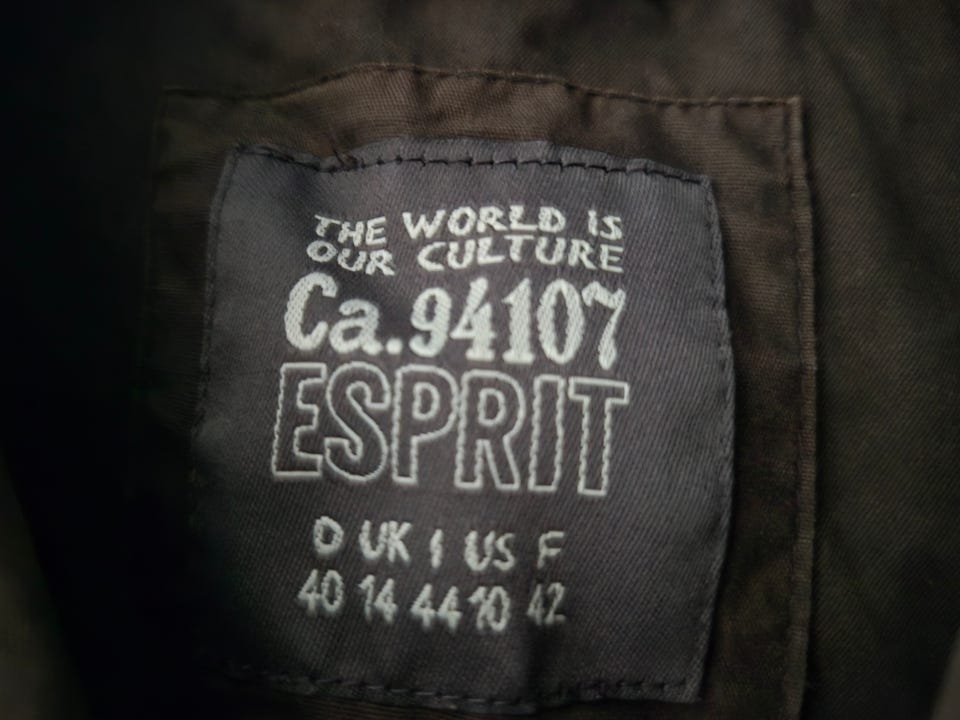 THE WORLD IS
OUR CULTURE
Ca.94107
ESPRIT
D UK I US F
40 14 44 10 42